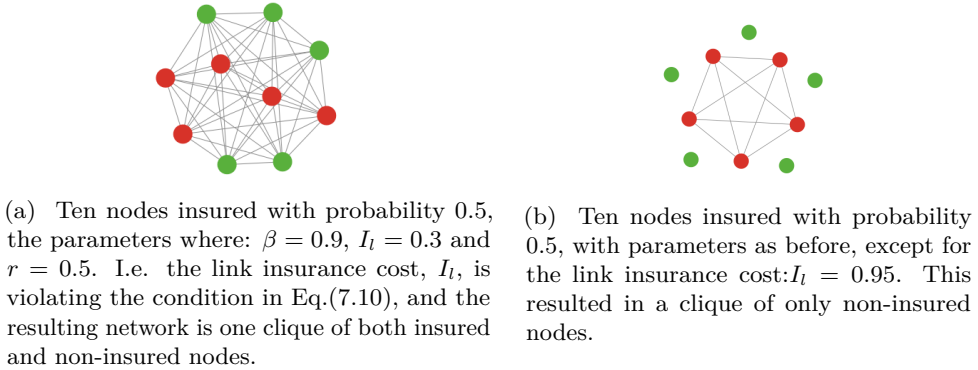 (a) Ten nodes insured with probability 0.5,
the parameters where: β = 0.9, Iₗ = 0.3 and
r = 0.5. I.e. the link insurance cost, Iₗ, is
violating the condition in Eq.(7.10), and the
resulting network is one clique of both insured
and non-insured nodes.
(b) Ten nodes insured with probability
0.5, with parameters as before, except for
the link insurance cost:Iₗ = 0.95. This
resulted in a clique of only non-insured
nodes.